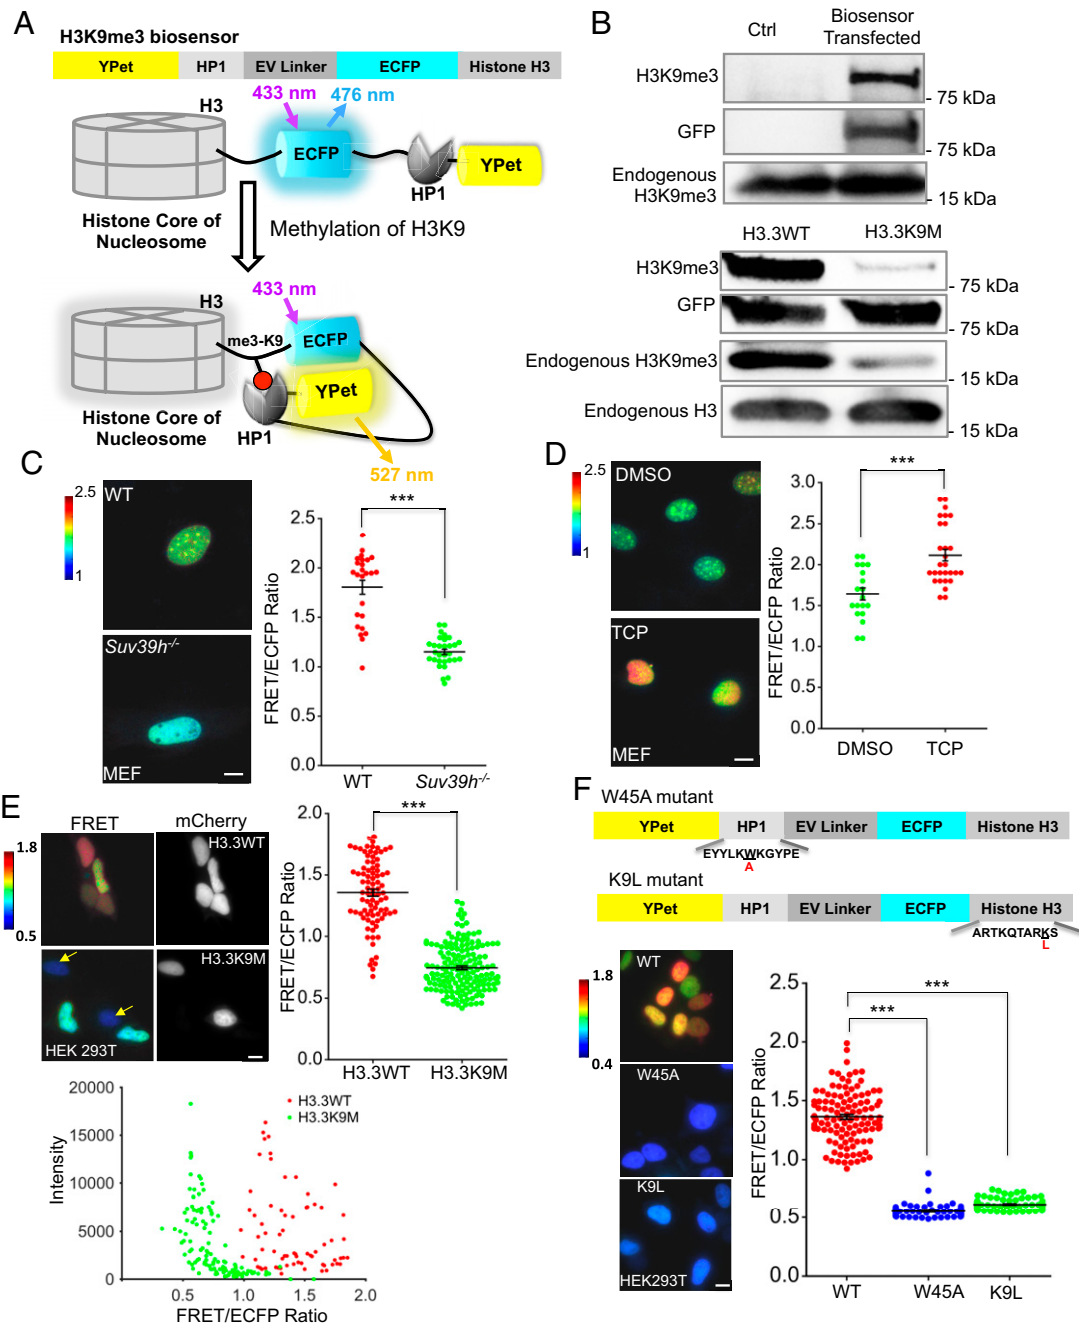 A
H3K9me3 biosensor
YPet HP1 EV Linker ECFP Histone H3
433 nm 476 nm
H3
ECFP
HP1
YPet
Histone Core of
Nucleosome
Methylation of H3K9
433 nm
H3
me3-K9
ECFP
YPet
HP1
Histone Core of
Nucleosome
527 nm
B
Ctrl
Biosensor
Transfected
H3K9me3
- 75 kDa
GFP
- 75 kDa
Endogenous
H3K9me3
- 15 kDa
H3.3WT H3.3K9M
H3K9me3
- 75 kDa
GFP
- 75 kDa
Endogenous H3K9me3
- 15 kDa
Endogenous H3
- 15 kDa
C
2.5
1
WT
Suv39h-/-
MEF
***
FRET/ECFP Ratio
2.5
2.0
1.5
1.0
0.5
0.0
WT Suv39h-/-
D
2.5
1
DMSO
TCP
MEF
***
FRET/ECFP Ratio
3.0
2.5
2.0
1.5
1.0
0.5
0.0
DMSO TCP
E
FRET mCherry
1.8
0.5
H3.3WT
H3.3K9M
HEK 293T
***
FRET/ECFP Ratio
2.0
1.5
1.0
0.5
0.0
H3.3WT H3.3K9M
Intensity
20000
15000
10000
5000
0
H3.3WT
H3.3K9M
0.5 1.0 1.5 2.0
FRET/ECFP Ratio
F
W45A mutant
YPet HP1 EV Linker ECFP Histone H3
EYYLKWKGYPE
A
K9L mutant
YPet HP1 EV Linker ECFP Histone H3
ARTKQTARKS
L
1.8
0.4
WT
W45A
K9L
HEK293T
***
***
FRET/ECFP Ratio
2.5
2.0
1.5
1.0
0.5
0.0
WT W45A K9L